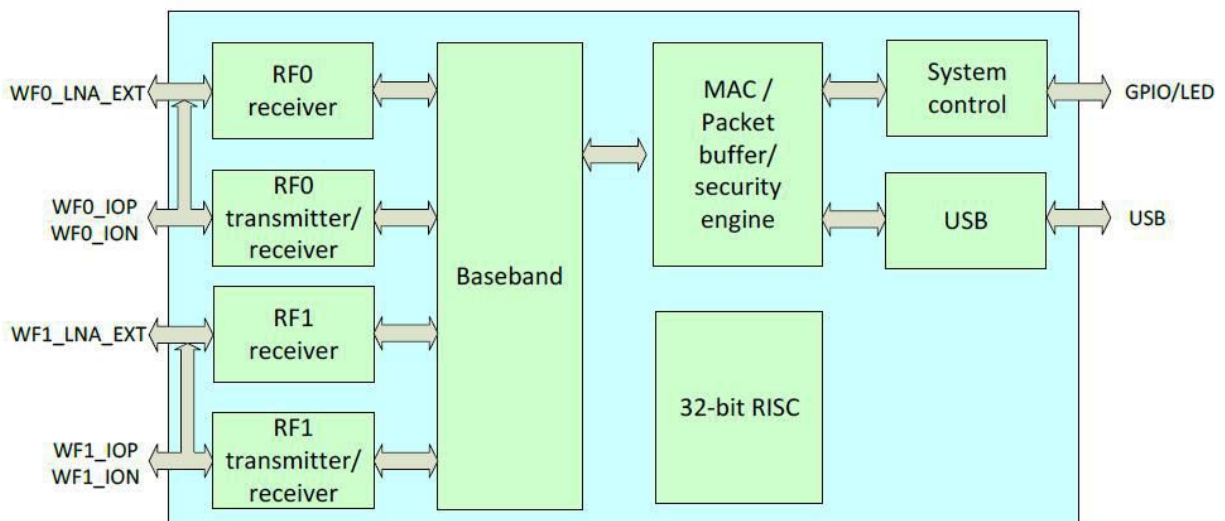 WF0_LNA_EXT
RF0
receiver
WF0_IOP
WF0_ION
RF0
transmitter/
receiver
WF1_LNA_EXT
RF1
receiver
WF1_IOP
WF1_ION
RF1
transmitter/
receiver
Baseband
MAC /
Packet
buffer/
security
engine
32-bit RISC
System
control
GPIO/LED
USB
USB